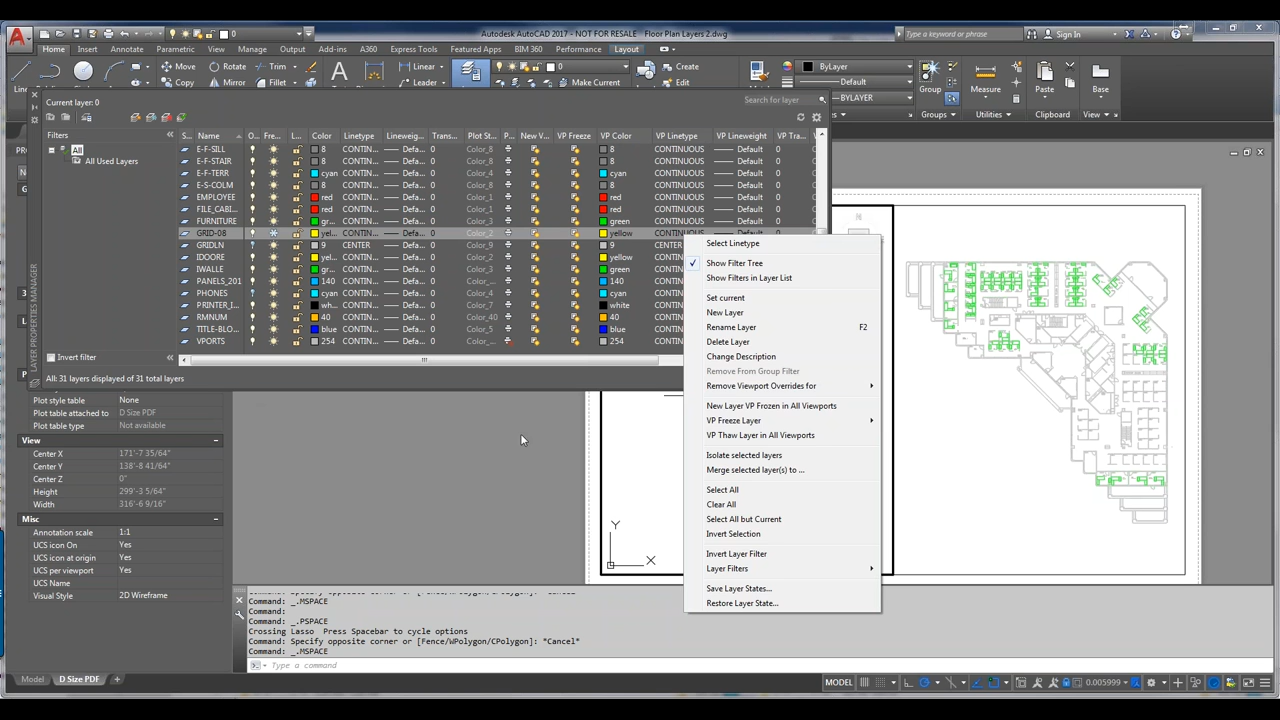 Autodesk AutoCAD 2017 - NOT FOR RESALE Floor Plan Layers 2.dwg
Type a keyword or phrase
Sign In
0
Home Insert Annotate Parametric View Manage Output Add-ins A360 Express Tools Featured Apps BIM 360 Performance Layout
Move Rotate Trim Linear 0 Create ByLayer
Copy Mirror Fillet Leader Make Current Edit Default
BYLAYER
Group Measure Paste Base
Groups Utilities Clipboard View
Current layer: 0
Search for layer
Filters
All
All Used Layers
Invert filter
LAYER PROPERTIES MANAGER
S... Name O.. Fre... L... Color Linetype Lineweig... Trans... Plot St... P... New V... VP Freeze VP Color VP Linetype VP Lineweight VP Tra...
E-F-SILL 8 CONTIN... Defa... 0 Color_8 8 CONTINUOUS Default 0
E-F-STAIR 8 CONTIN... Defa... 0 Color_8 8 CONTINUOUS Default 0
E-F-TERR cyan CONTIN... Defa... 0 Color_4 cyan CONTINUOUS Default 0
E-S-COLM 8 CONTIN... Defa... 0 Color_8 8 CONTINUOUS Default 0
EMPLOYEE red CONTIN... Defa... 0 Color_1 red CONTINUOUS Default 0
FILE_CABI... red CONTIN... Defa... 0 Color_1 red CONTINUOUS Default 0
FURNITURE gr... CONTIN... Defa... 0 Color_3 green CONTINUOUS Default 0
GRID-08 yel... CONTIN... Defa... 0 Color_2 yellow CONTINUOUS Default 0
GRIDLN 9 CENTER Defa... 0 Color_9 9 CENTER
IDOORE yel... CONTIN... Defa... 0 Color_2 yellow
IWALLE gr... CONTIN... Defa... 0 Color_3 green
PANELS_201 140 CONTIN... Defa... 0 Color_... 140
PHONES cyan CONTIN... Defa... 0 Color_4 cyan
PRINTER_I... wh... CONTIN... Defa... 0 Color_7 white
RMNUM 40 CONTIN... Defa... 0 Color_40 40
TITLE-BLO... blue CONTIN... Defa... 0 Color_5 blue
VPORTS 254 CONTIN... Defa... 0 Color_... 254
All: 31 layers displayed of 31 total layers
Select Linetype
Show Filter Tree
Show Filters in Layer List
Set current
New Layer
Rename Layer F2
Delete Layer
Change Description
Remove From Group Filter
Remove Viewport Overrides for
New Layer VP Frozen in All Viewports
VP Freeze Layer
VP Thaw Layer in All Viewports
Isolate selected layers
Merge selected layer(s) to ...
Select All
Clear All
Select All but Current
Invert Selection
Invert Layer Filter
Layer Filters
Save Layer States...
Restore Layer State...
Plot style table None
Plot table attached to D Size PDF
Plot table type Not available
View
Center X 171'-7 35/64"
Center Y 138'-8 41/64"
Center Z 0"
Height 299'-3 5/64"
Width 316'-6 9/16"
Misc
Annotation scale 1:1
UCS icon On Yes
UCS icon at origin Yes
UCS per viewport Yes
UCS Name
Visual Style 2D Wireframe
Y
X
Command: Specify opposite corner or [Fence/WPolygon/CPolygon]: *Cancel*
Command: _.MSPACE
Command:
Command: _.PSPACE
Crossing Lasso Press Spacebar to cycle options
Command: Specify opposite corner or [Fence/WPolygon/CPolygon]: *Cancel*
Command: _.MSPACE
Type a command
Model D Size PDF +
MODEL 0.005999